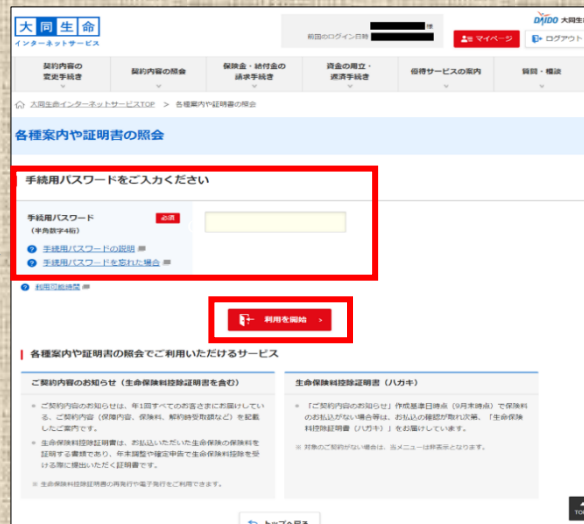 大同生命
インターネットサービス
DAIDO 大同生
様
前回のログイン日時
マイページ
ログアウト
契約内容の
変更手続き
契約内容の照会
保険金・給付金の
請求手続き
資金の用立・
返済手続き
優待サービスの案内
質問・相談
大同生命インターネットサービスTOP > 各種案内や証明書の照会
各種案内や証明書の照会
手続用パスワードをご入力ください
手続用パスワード
必須
(半角数字4桁)
手続用パスワードの説明
手続用パスワードを忘れた場合
利用可能時間
利用を開始
各種案内や証明書の照会でご利用いただけるサービス
ご契約内容のお知らせ(生命保険料控除証明書を含む)
ご契約内容のお知らせは、年1回すべてのお客さまにお届けしてい
る、ご契約内容(保障内容、保険料、解約時受取額など)を記載
したご案内です。
生命保険料控除証明書は、お払込いただいた生命保険の保険料を
証明する書類であり、年末調整や確定申告で生命保険料控除を受
ける際に提出いただく証明書です。
※ 生命保険料控除証明書の再発行や電子発行をご利用できます。
生命保険料控除証明書(ハガキ)
「ご契約内容のお知らせ」作成基準日時点(9月末時点)で保険料
のお払込がない場合等は、お払込の確認が取れ次第、「生命保険
料控除証明書(ハガキ)」をお届けしています。
※ 対象のご契約がない場合は、各メニューは非表示となります。
トップへ戻る
TOP